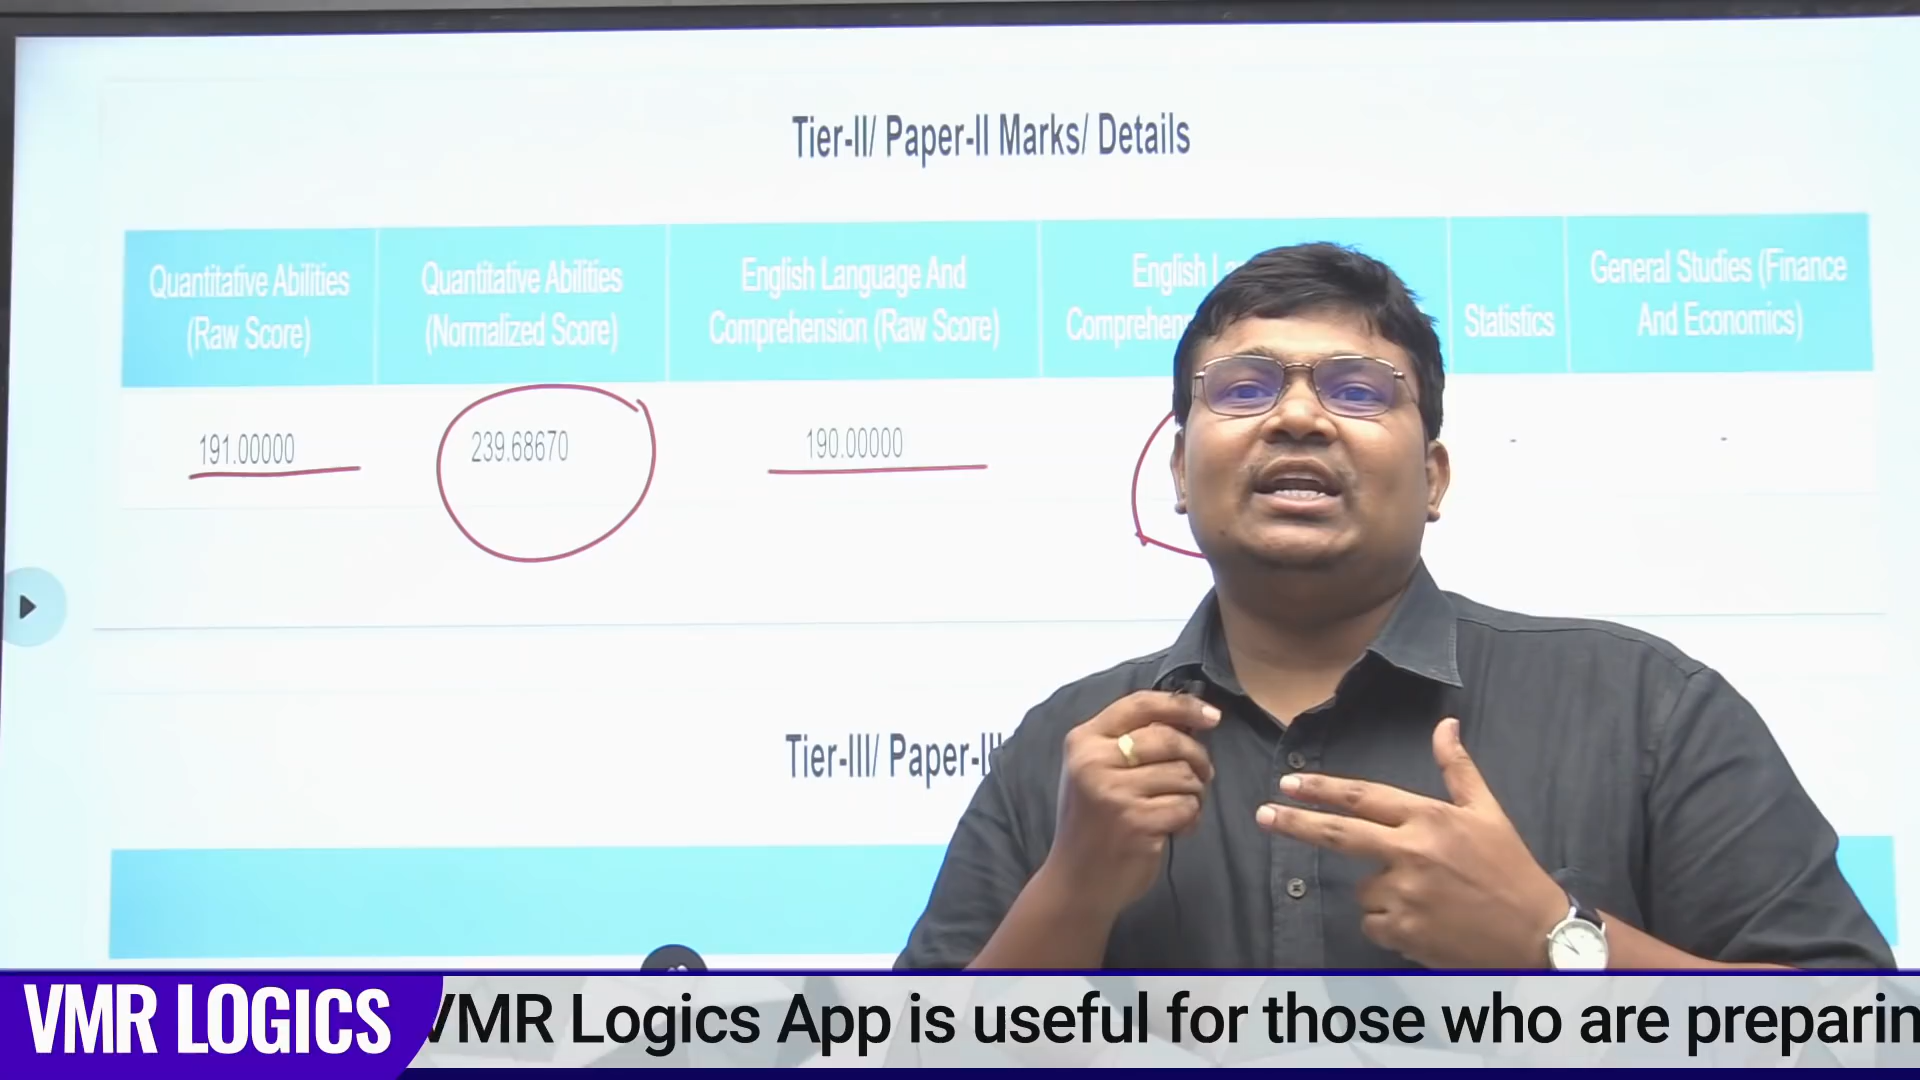 Tier-II/ Paper-II Marks/ Details
Quantitative Abilities
(Raw Score)
Quantitative Abilities
(Normalized Score)
English Language And
Comprehension (Raw Score)
English
Statistics
General Studies (Finance
And Economics)
191.00000
239.68670
190.00000
-
-
Tier-III/
VMR LOGICS
VMR Logics App is useful for those who are preparin